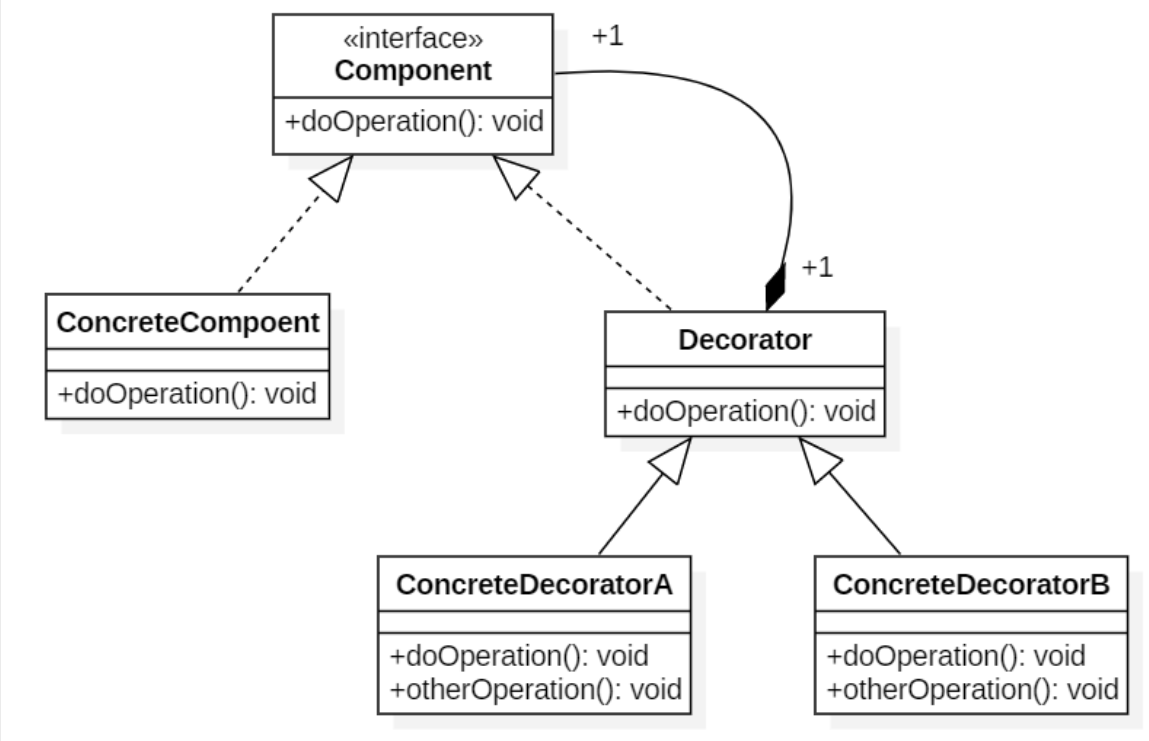 «interface»
Component
+doOperation(): void
+1
+1
ConcreteCompoent
+doOperation(): void
Decorator
+doOperation(): void
ConcreteDecoratorA
+doOperation(): void
+otherOperation(): void
ConcreteDecoratorB
+doOperation(): void
+otherOperation(): void